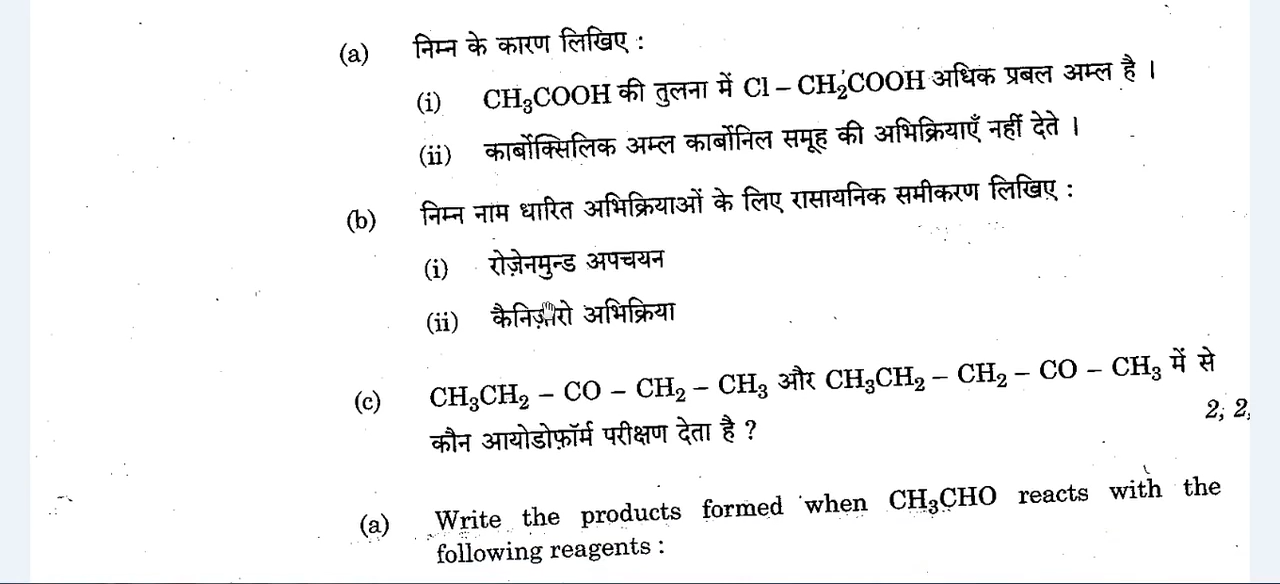 (a) निम्न के कारण लिखिए :
(i) CH₃COOH की तुलना में Cl – CH₂COOH अधिक प्रबल अम्ल है ।
(ii) कार्बोक्सिलिक अम्ल कार्बोनिल समूह की अभिक्रियाएँ नहीं देते ।
(b) निम्न नाम धारित अभिक्रियाओं के लिए रासायनिक समीकरण लिखिए :
(i) रोज़ेनमुन्ड अपचयन
(ii) कैनिज़ारो अभिक्रिया
(c) CH₃CH₂ – CO – CH₂ – CH₃ और CH₃CH₂ – CH₂ – CO – CH₃ में से
कौन आयोडोफ़ॉर्म परीक्षण देता है ? 2, 2,
(a) Write the products formed when CH₃CHO reacts with the
following reagents :